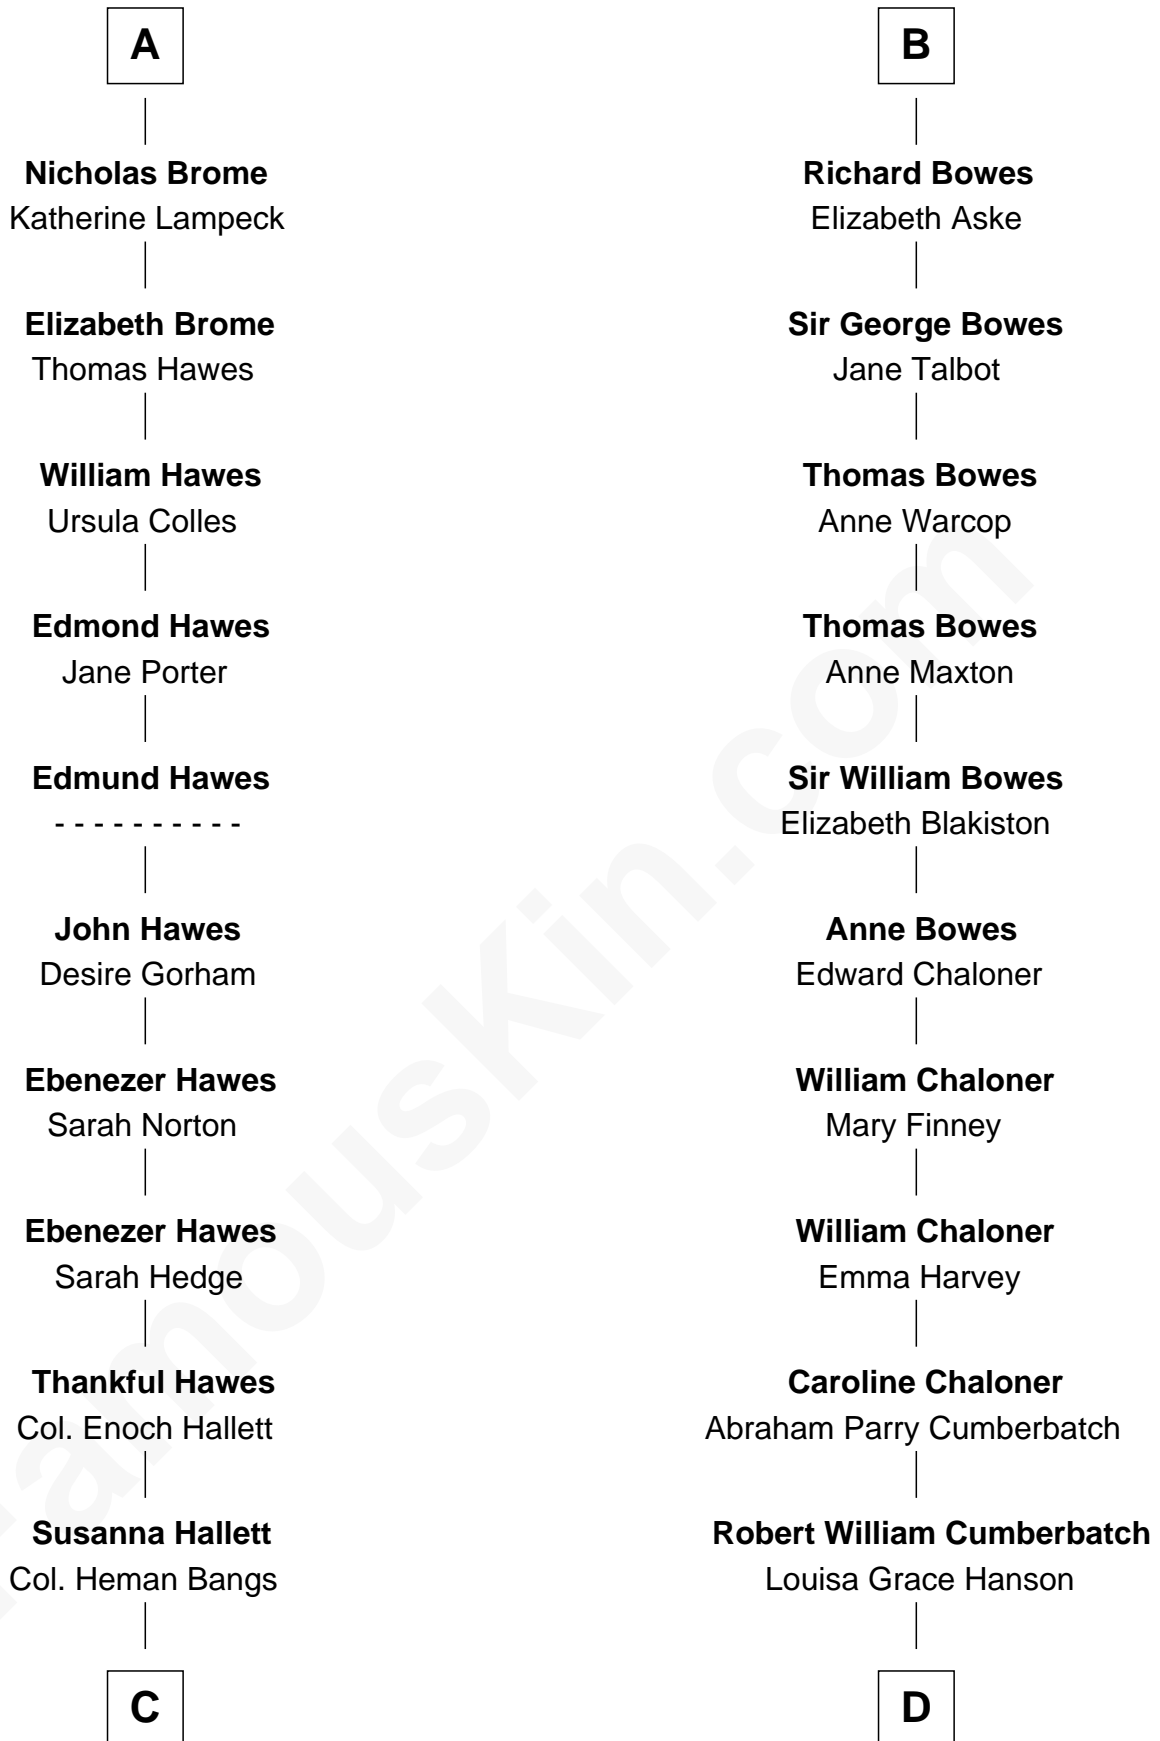 A
Nicholas Brome
Katherine Lampeck
Elizabeth Brome
Thomas Hawes
William Hawes
Ursula Colles
Edmond Hawes
Jane Porter
Edmund Hawes
- - - - - - - - - -
John Hawes
Desire Gorham
Ebenezer Hawes
Sarah Norton
Ebenezer Hawes
Sarah Hedge
Thankful Hawes
Col. Enoch Hallett
Susanna Hallett
Col. Heman Bangs
C
B
Richard Bowes
Elizabeth Aske
Sir George Bowes
Jane Talbot
Thomas Bowes
Anne Warcop
Thomas Bowes
Anne Maxton
Sir William Bowes
Elizabeth Blakiston
Anne Bowes
Edward Chaloner
William Chaloner
Mary Finney
William Chaloner
Emma Harvey
Caroline Chaloner
Abraham Parry Cumberbatch
Robert William Cumberbatch
Louisa Grace Hanson
D
FamousKin.com